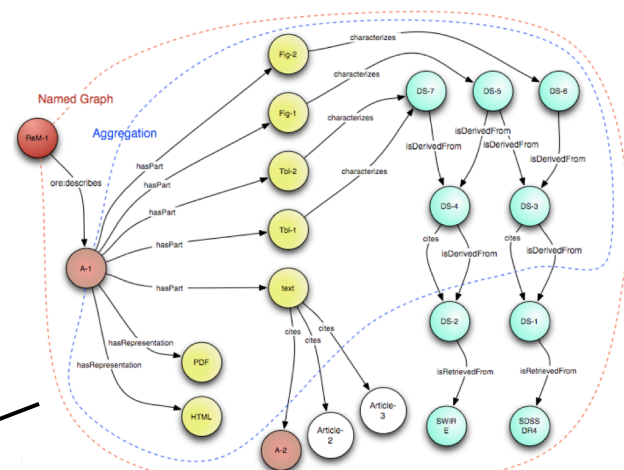 Fig-2
characterizes
Named Graph
characterizes
DS-7
DS-5
DS-6
Fig-1
ReM-1
Aggregation
characterizes
isDerivedFrom
hasPart
isDerivedFrom
isDerivedFrom
isDerivedFrom
Tbl-2
characterizes
ore:describes
hasPart
hasPart
DS-4
DS-3
Tbl-1
hasPart
cites
isDerivedFrom
cites
isDerivedFrom
A-1
hasPart
text
DS-2
DS-1
cites
cites
cites
hasRepresentation
PDF
hasRepresentation
isRetrievedFrom
isRetrievedFrom
HTML
Article-
3
Article-
2
SWIR
E
SDSS
DR4
A-2